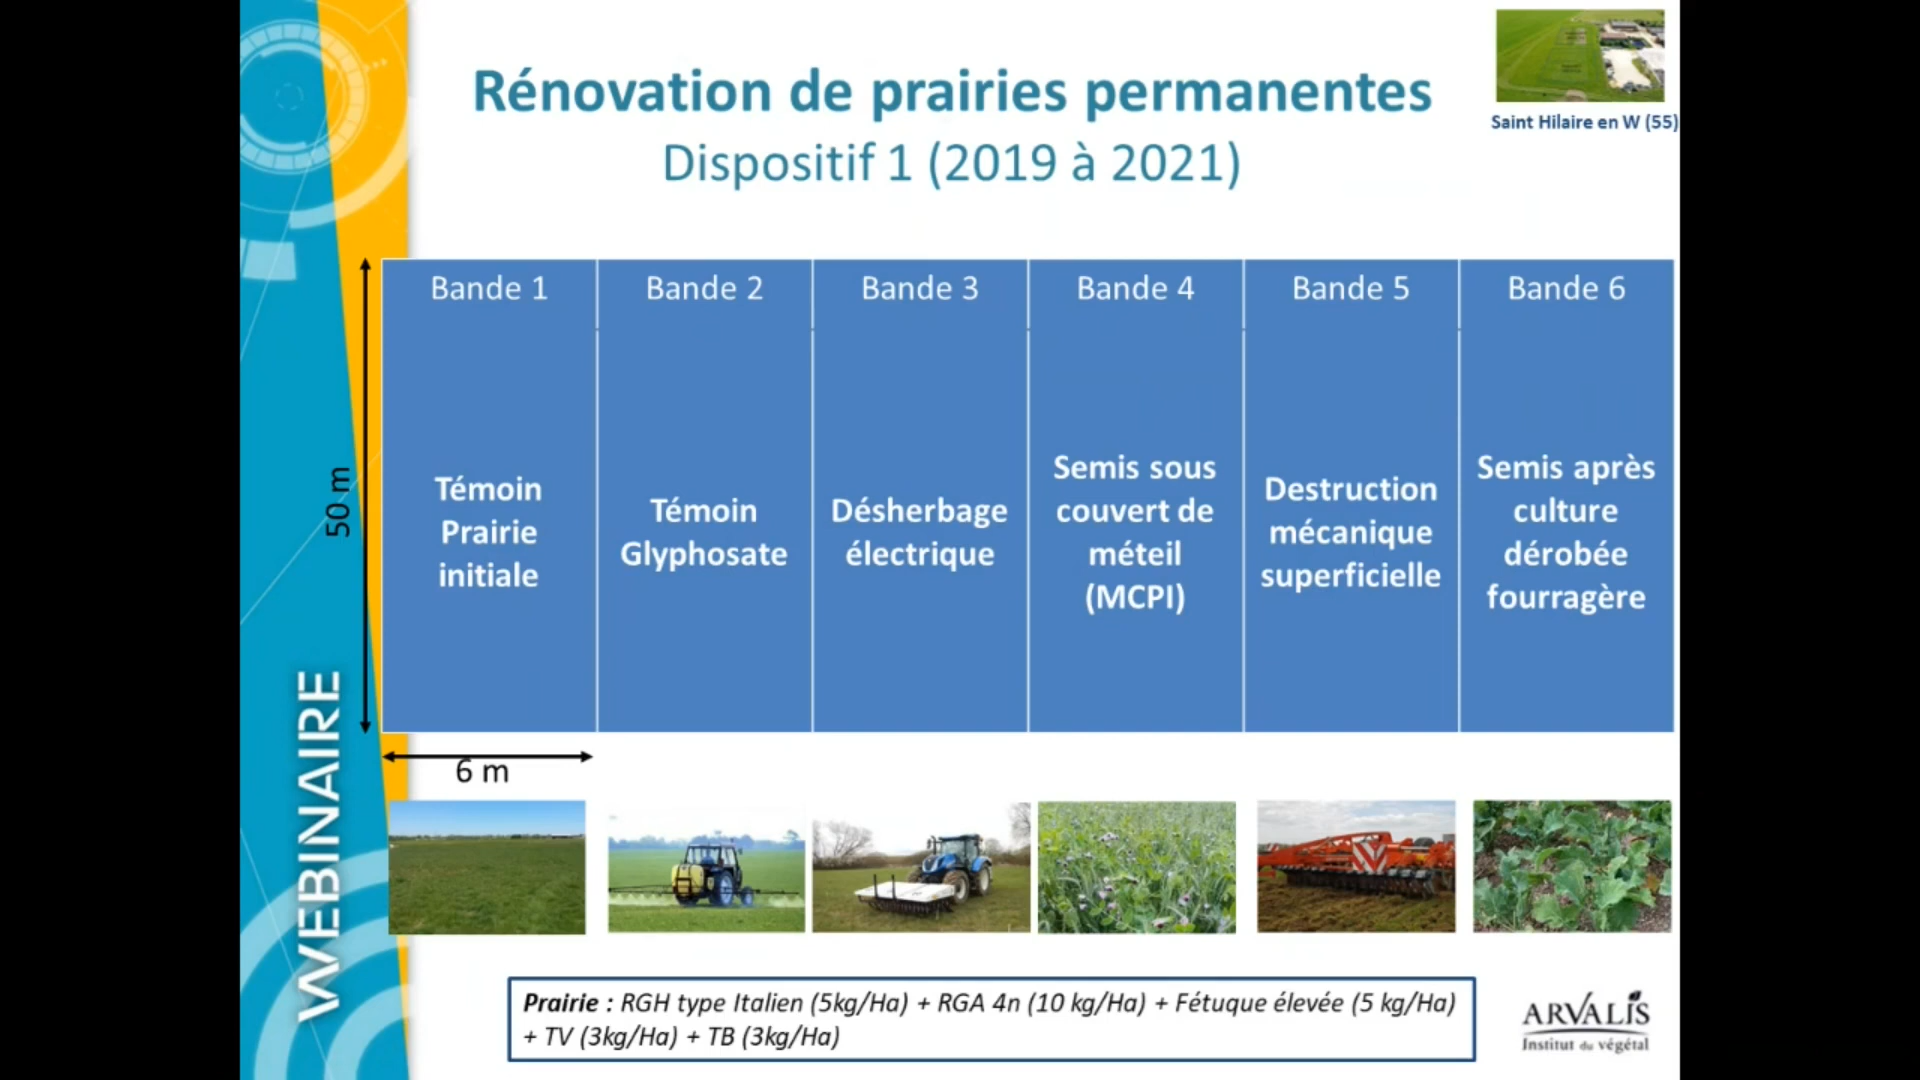 Rénovation de prairies permanentes
Dispositif 1 (2019 à 2021)
Saint Hilaire en W (55)
Bande 1
Bande 2
Bande 3
Bande 4
Bande 5
Bande 6
50 m
Témoin
Prairie
initiale
Témoin
Glyphosate
Désherbage
électrique
Semis sous
couvert de
méteil
(MCPI)
Destruction
mécanique
superficielle
Semis après
culture
dérobée
fourragère
6 m
WEBINAIRE
Prairie : RGH type Italien (5kg/Ha) + RGA 4n (10 kg/Ha) + Fétuque élevée (5 kg/Ha)
+ TV (3kg/Ha) + TB (3kg/Ha)
ARVALIS
Institut du végétal